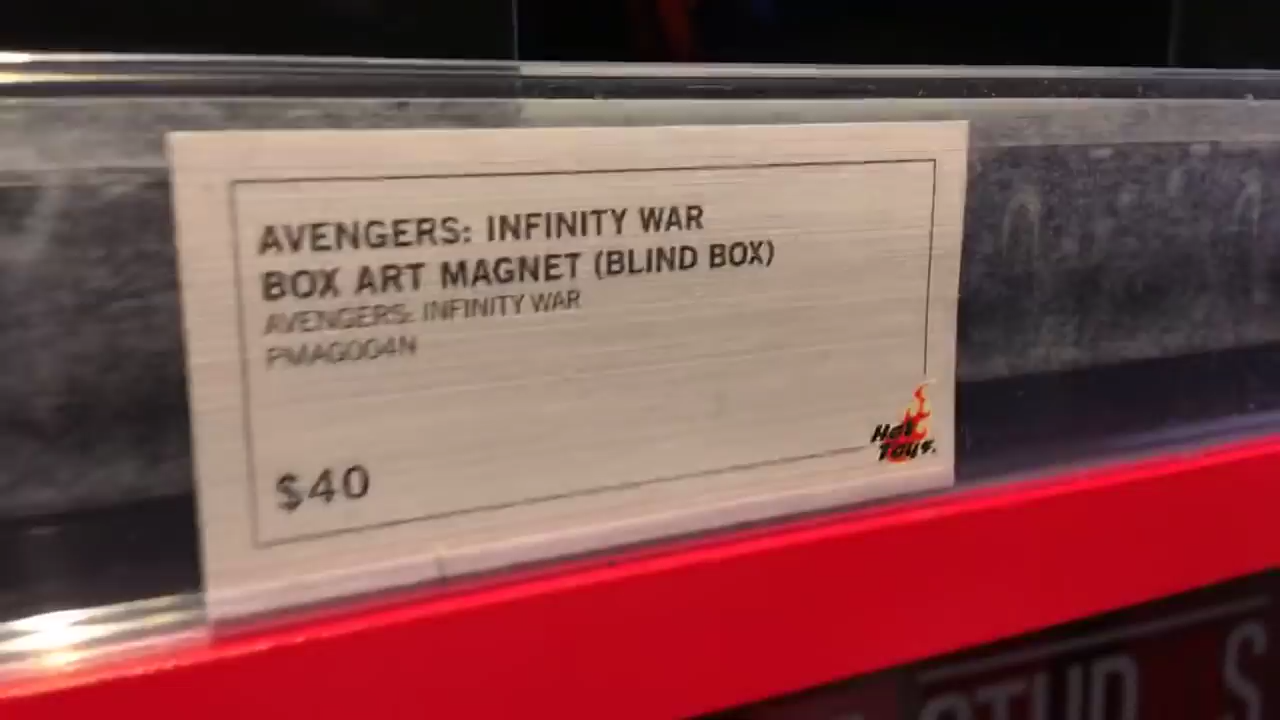 AVENGERS: INFINITY WAR
BOX ART MAGNET (BLIND BOX)
AVENGERS: INFINITY WAR
PMAG004N
$40
Hot
Toys.